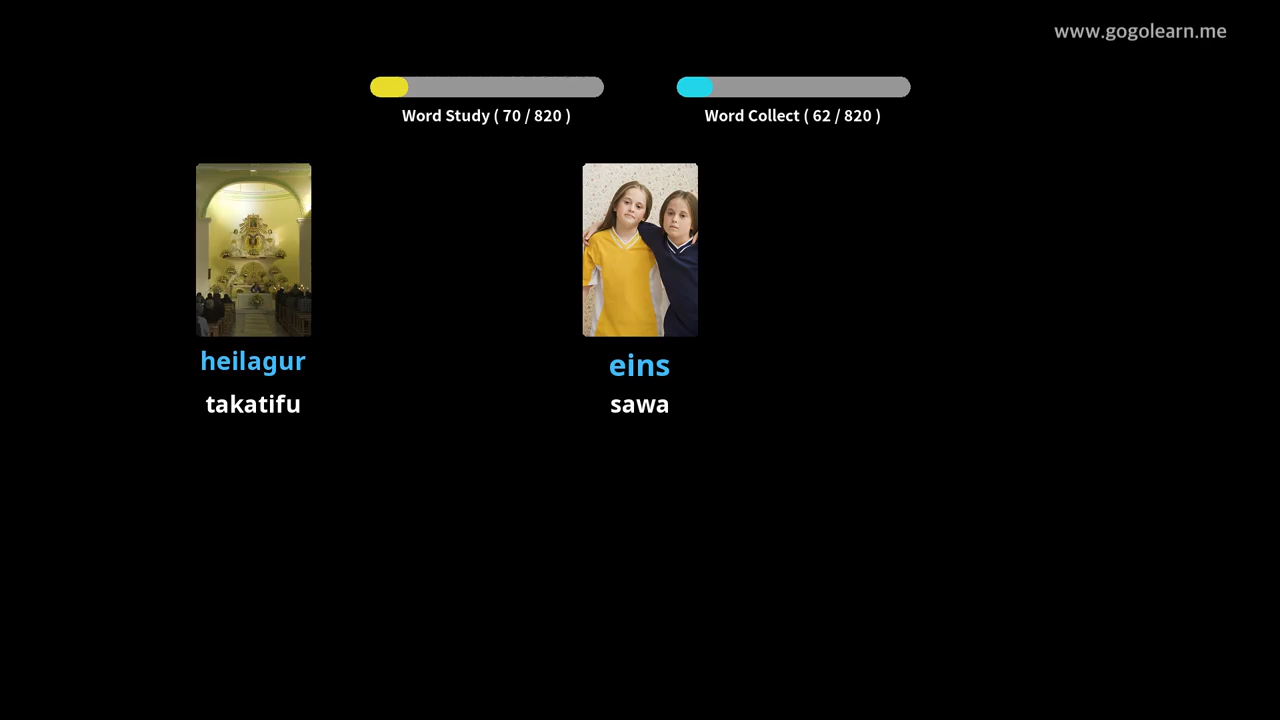 www.gogolearn.me
Word Study ( 70 / 820 )
Word Collect ( 62 / 820 )
heilagur
takatifu
eins
sawa